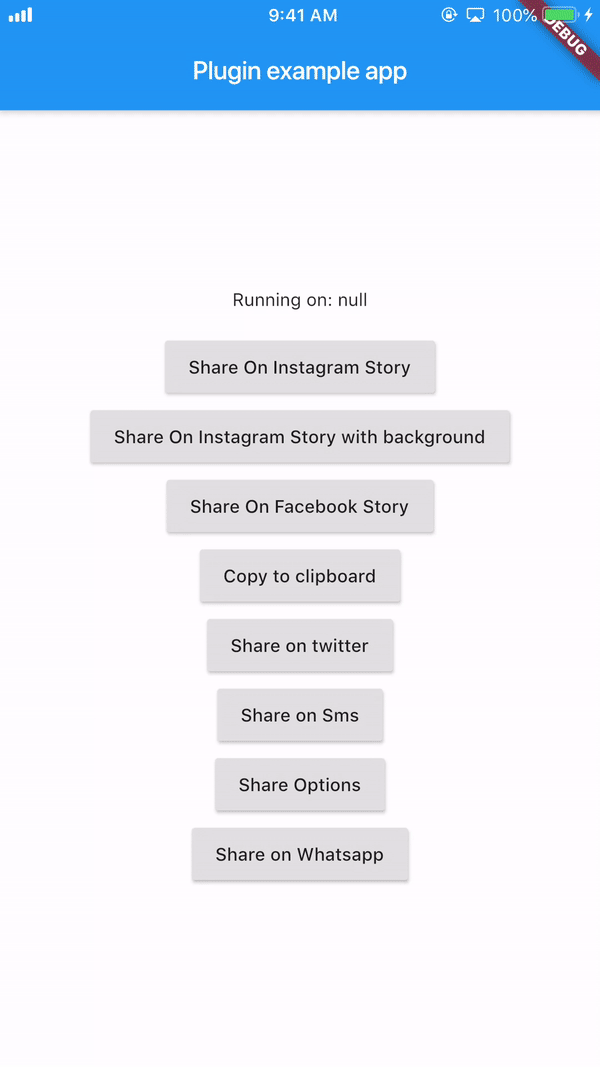 9:41 AM
100%
DEBUG
Plugin example app
Running on: null
Share On Instagram Story
Share On Instagram Story with background
Share On Facebook Story
Copy to clipboard
Share on twitter
Share on Sms
Share Options
Share on Whatsapp